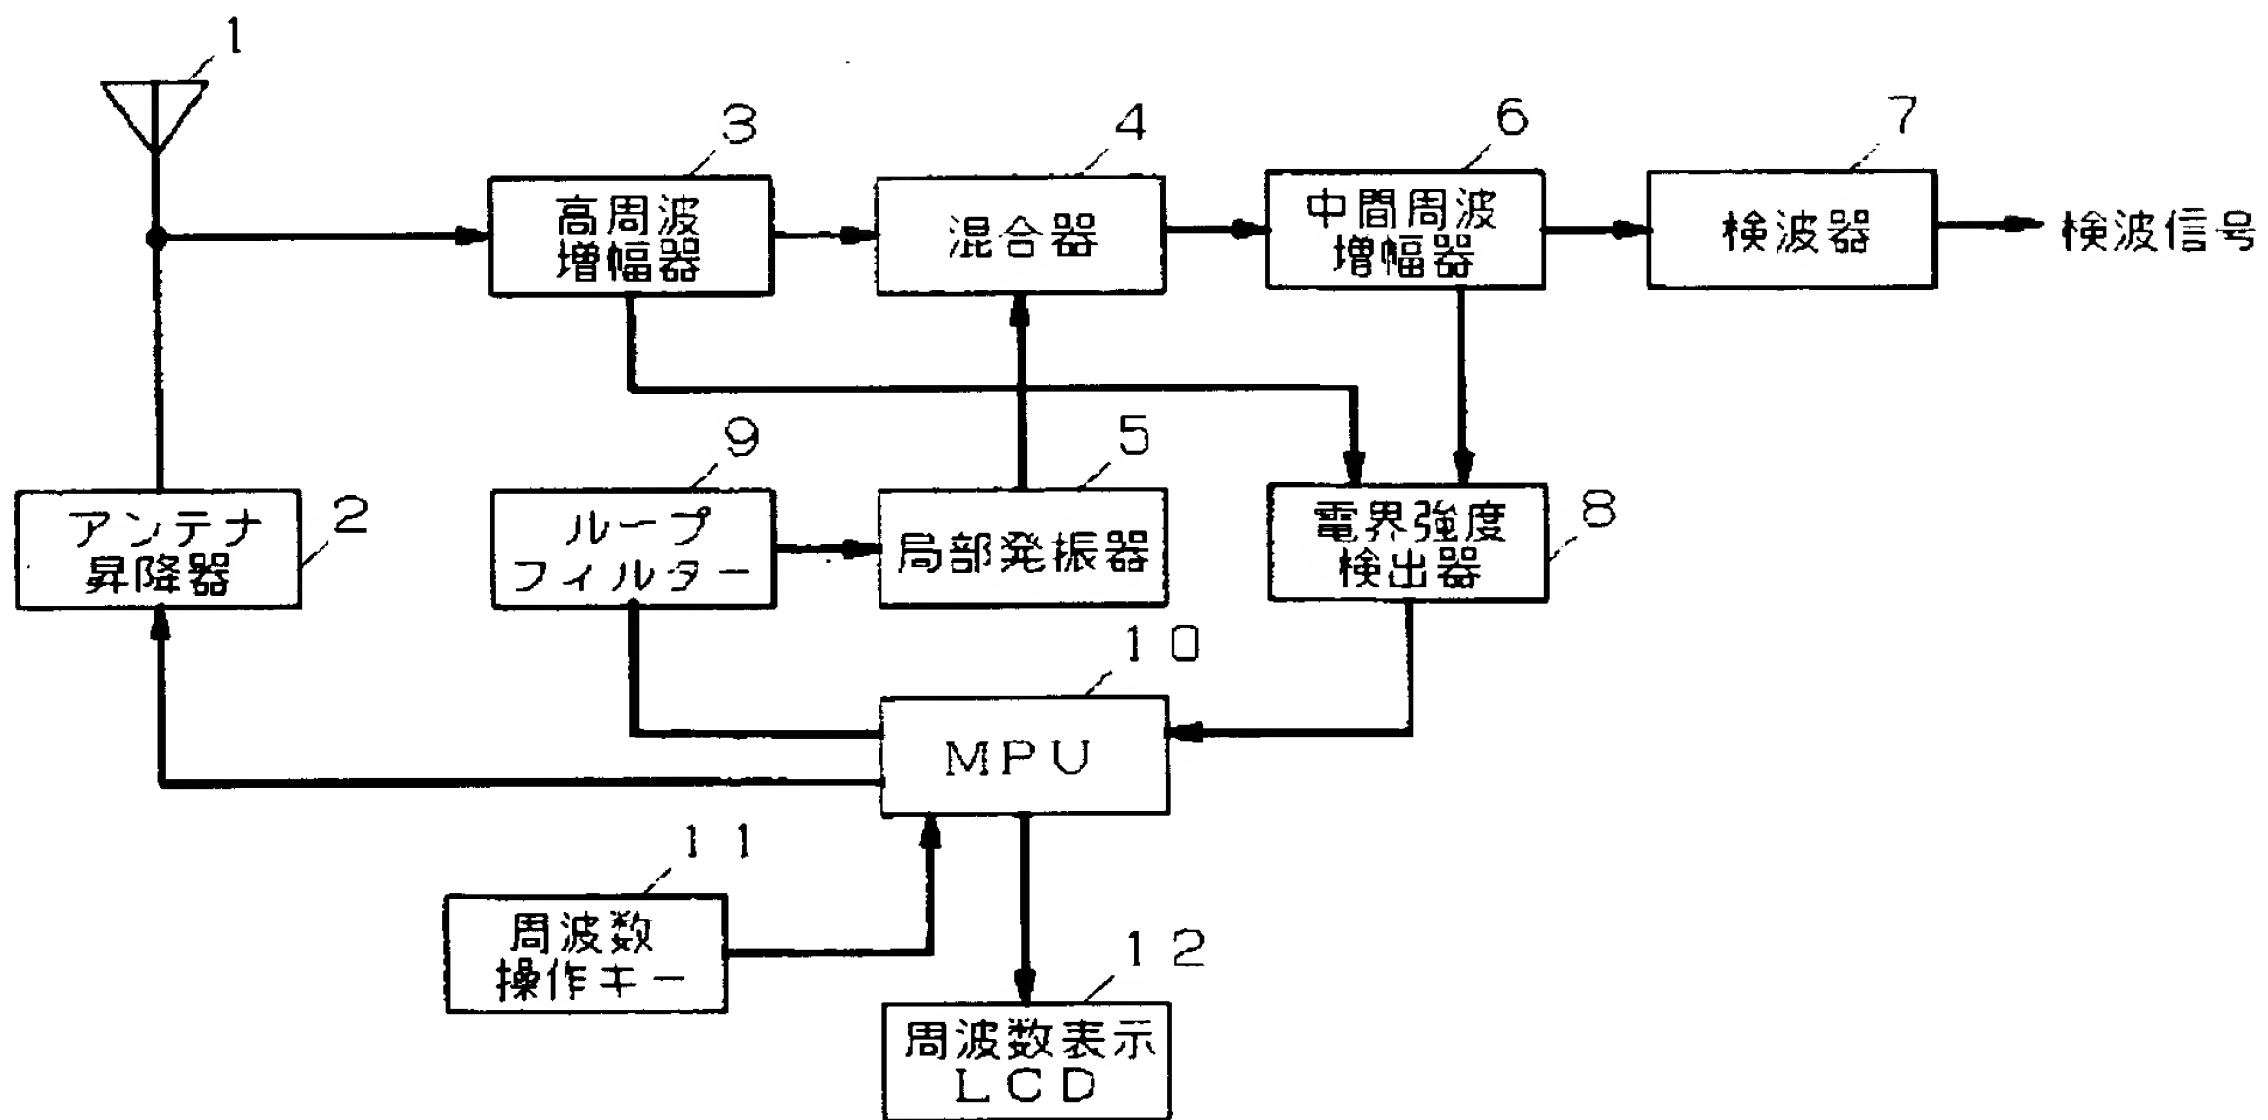 1
3
高周波
増幅器
4
混合器
6
中間周波
増幅器
7
検波器
検波信号
2
アンテナ
昇降器
9
ループ
フィルター
5
局部発振器
8
電界強度
検出器
10
MPU
11
周波数
操作キー
12
周波数表示
LCD